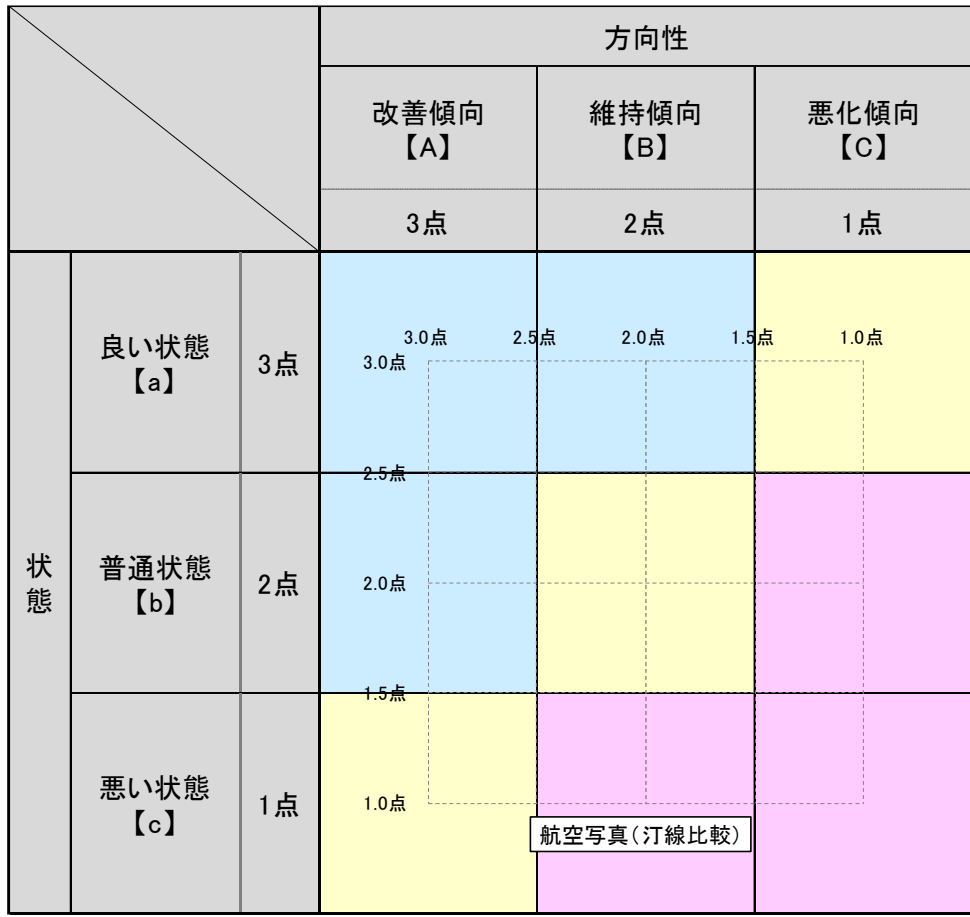 方向性
改善傾向
【A】
維持傾向
【B】
悪化傾向
【C】
3点
2点
1点
状態
良い状態
【a】
3点
普通状態
【b】
2点
悪い状態
【c】
1点
3.0点
2.5点
2.0点
1.5点
1.0点
3.0点
2.5点
2.0点
1.5点
1.0点
航空写真(汀線比較)